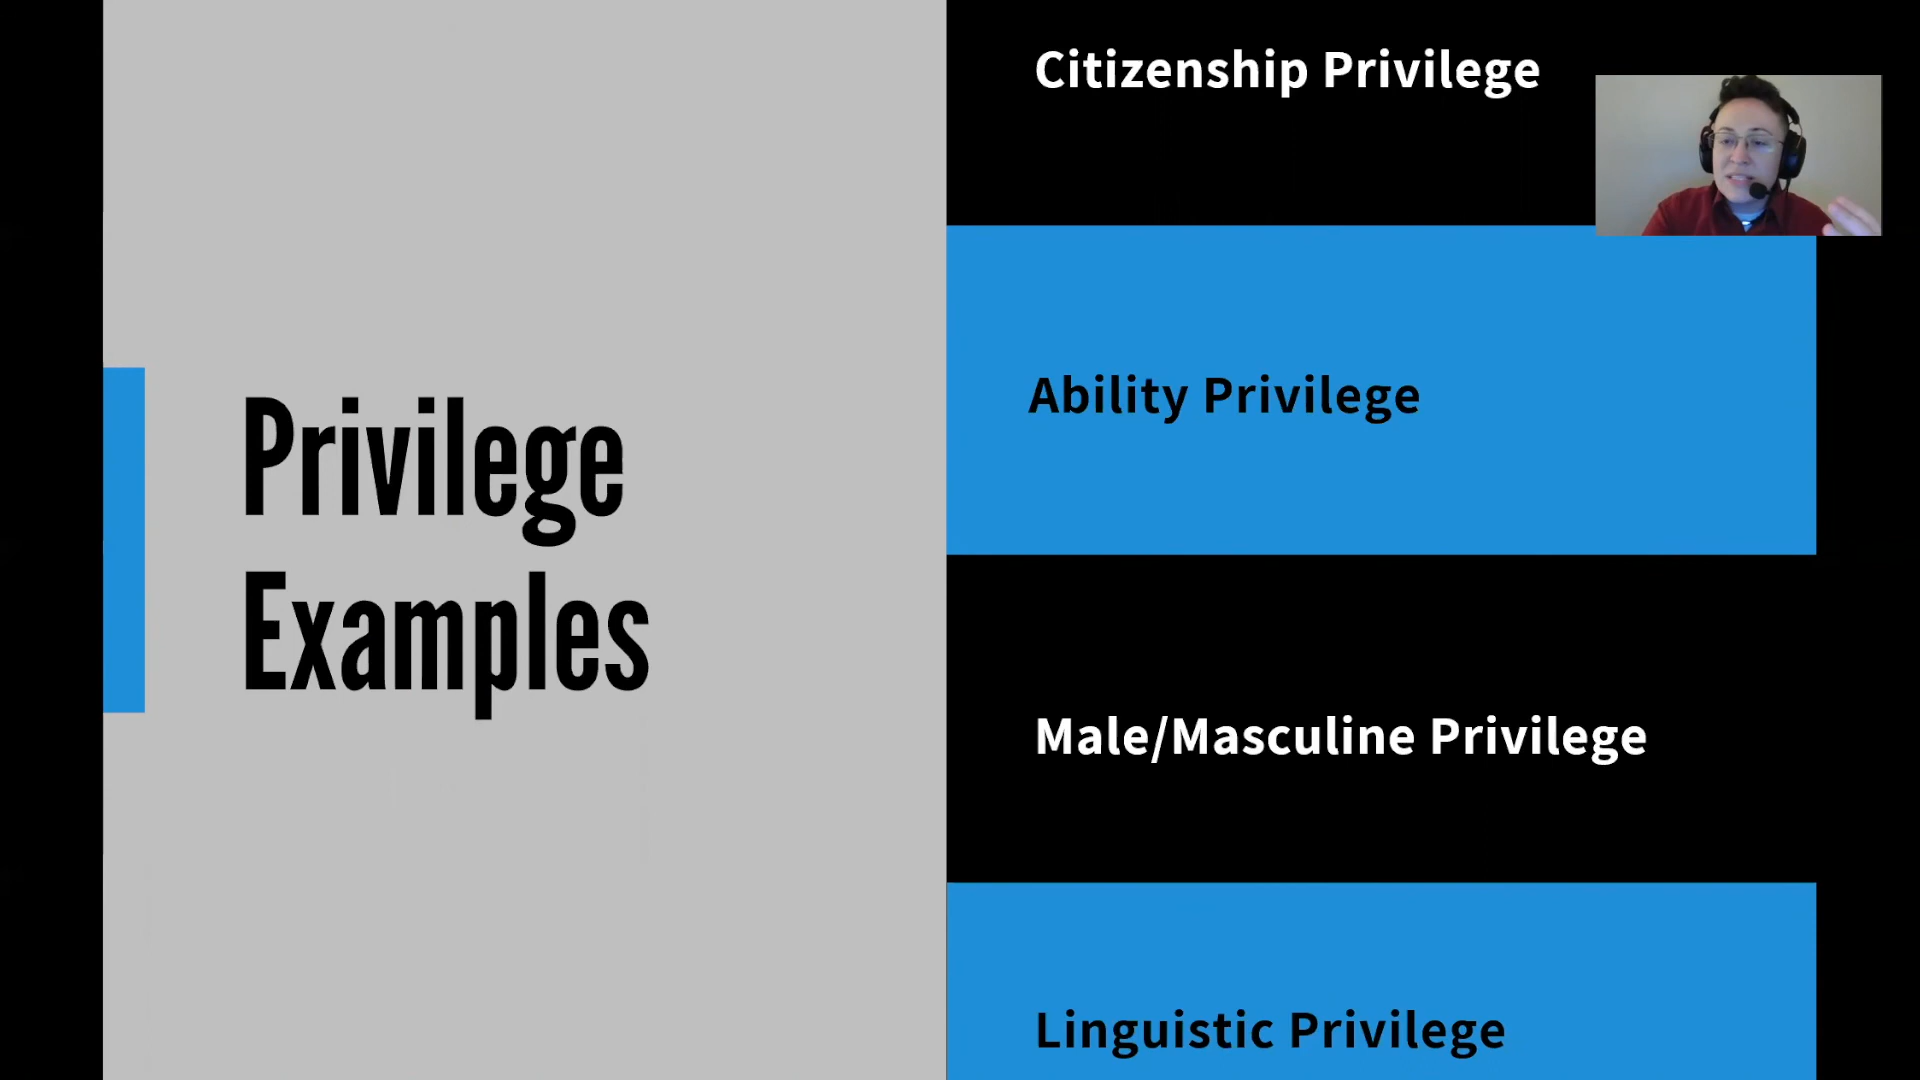 Privilege
Examples
Citizenship Privilege
Ability Privilege
Male/Masculine Privilege
Linguistic Privilege